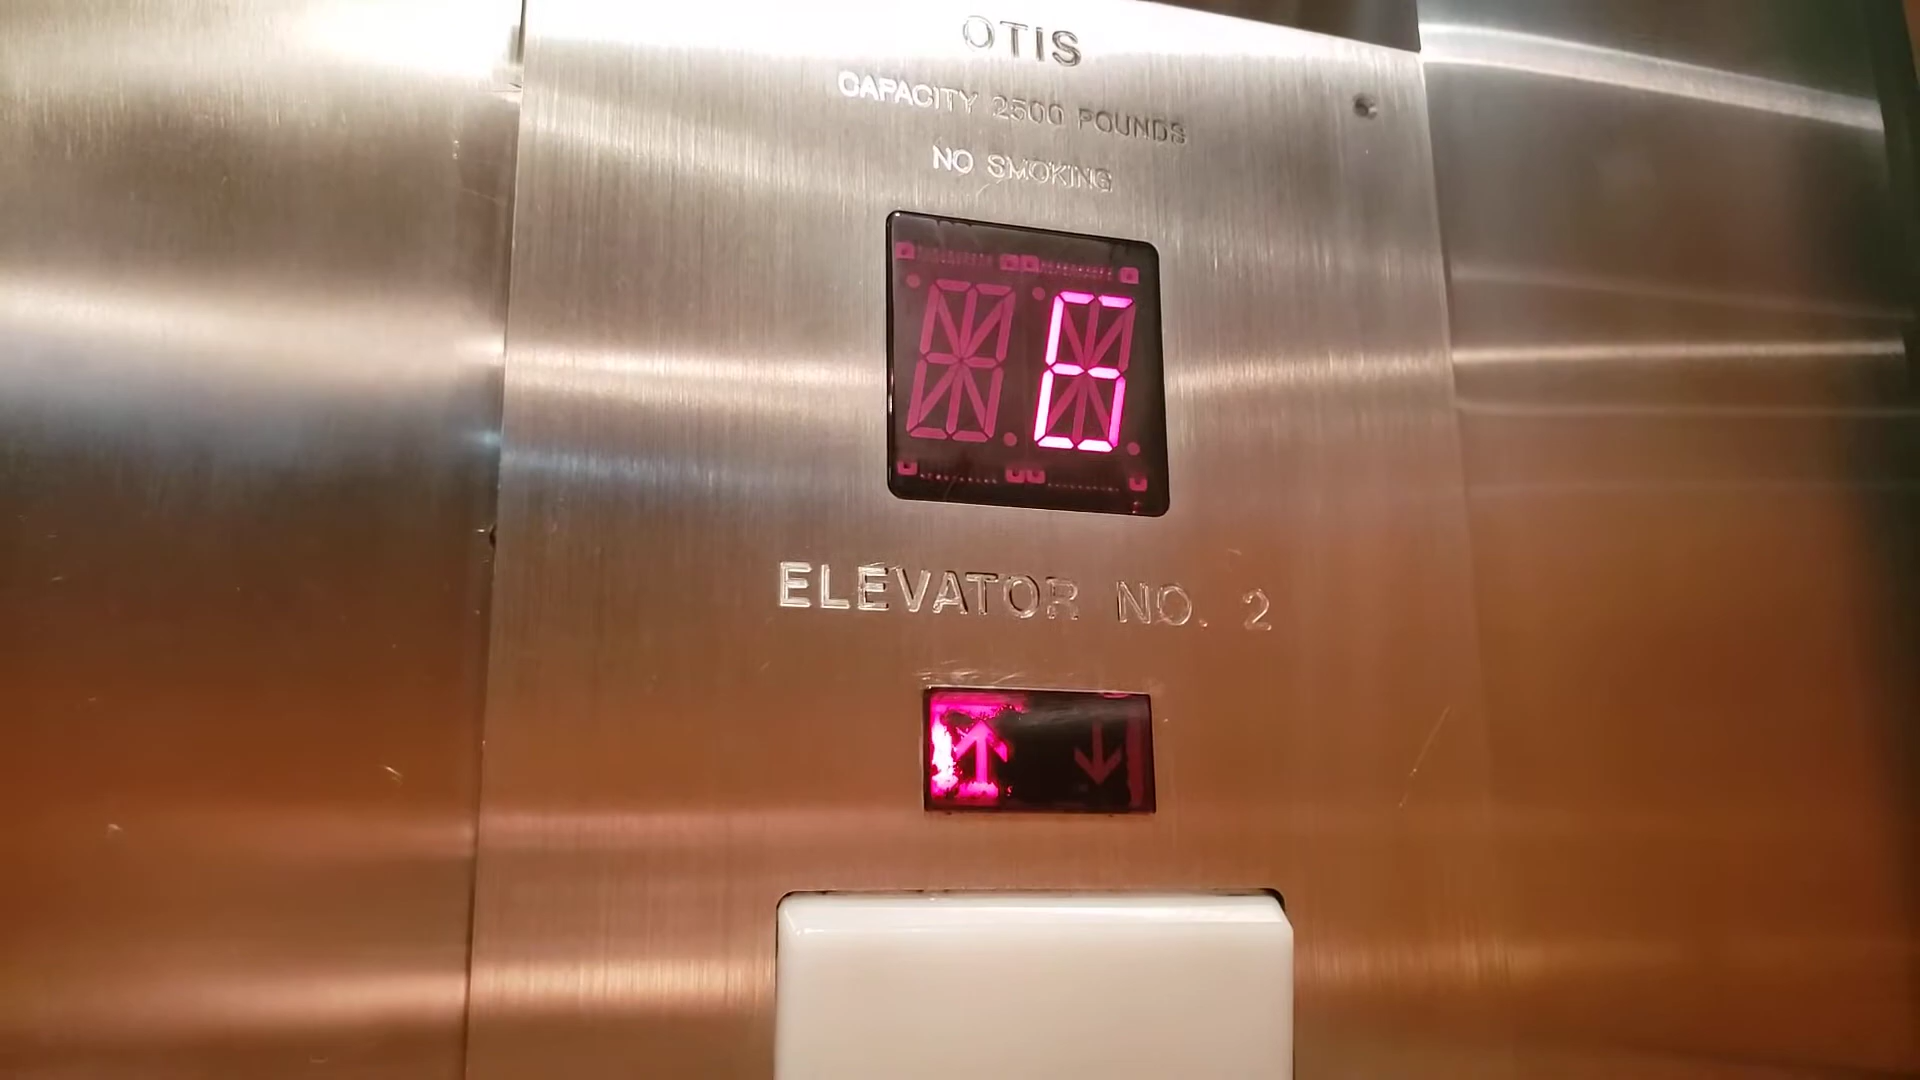 OTIS
CAPACITY 2500 POUNDS
NO SMOKING
6
ELEVATOR NO. 2
↑ ↓